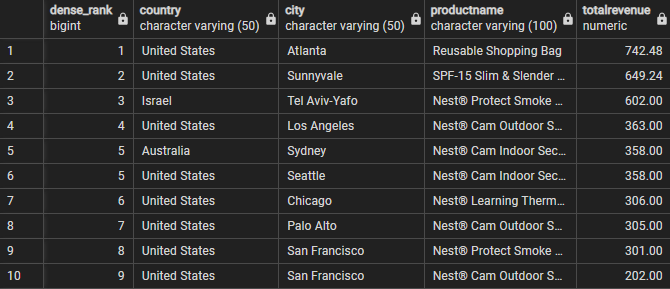 dense_rank country city productname totalrevenue
bigint character varying (50) character varying (50) character varying (100) numeric
1 1 United States Atlanta Reusable Shopping Bag 742.48
2 2 United States Sunnyvale SPF-15 Slim & Slender ... 649.24
3 3 Israel Tel Aviv-Yafo Nest® Protect Smoke ... 602.00
4 4 United States Los Angeles Nest® Cam Outdoor S... 363.00
5 5 Australia Sydney Nest® Cam Indoor Sec... 358.00
6 5 United States Seattle Nest® Cam Indoor Sec... 358.00
7 6 United States Chicago Nest® Learning Therm... 306.00
8 7 United States Palo Alto Nest® Cam Outdoor S... 305.00
9 8 United States San Francisco Nest® Protect Smoke ... 301.00
10 9 United States San Francisco Nest® Cam Outdoor S... 202.00